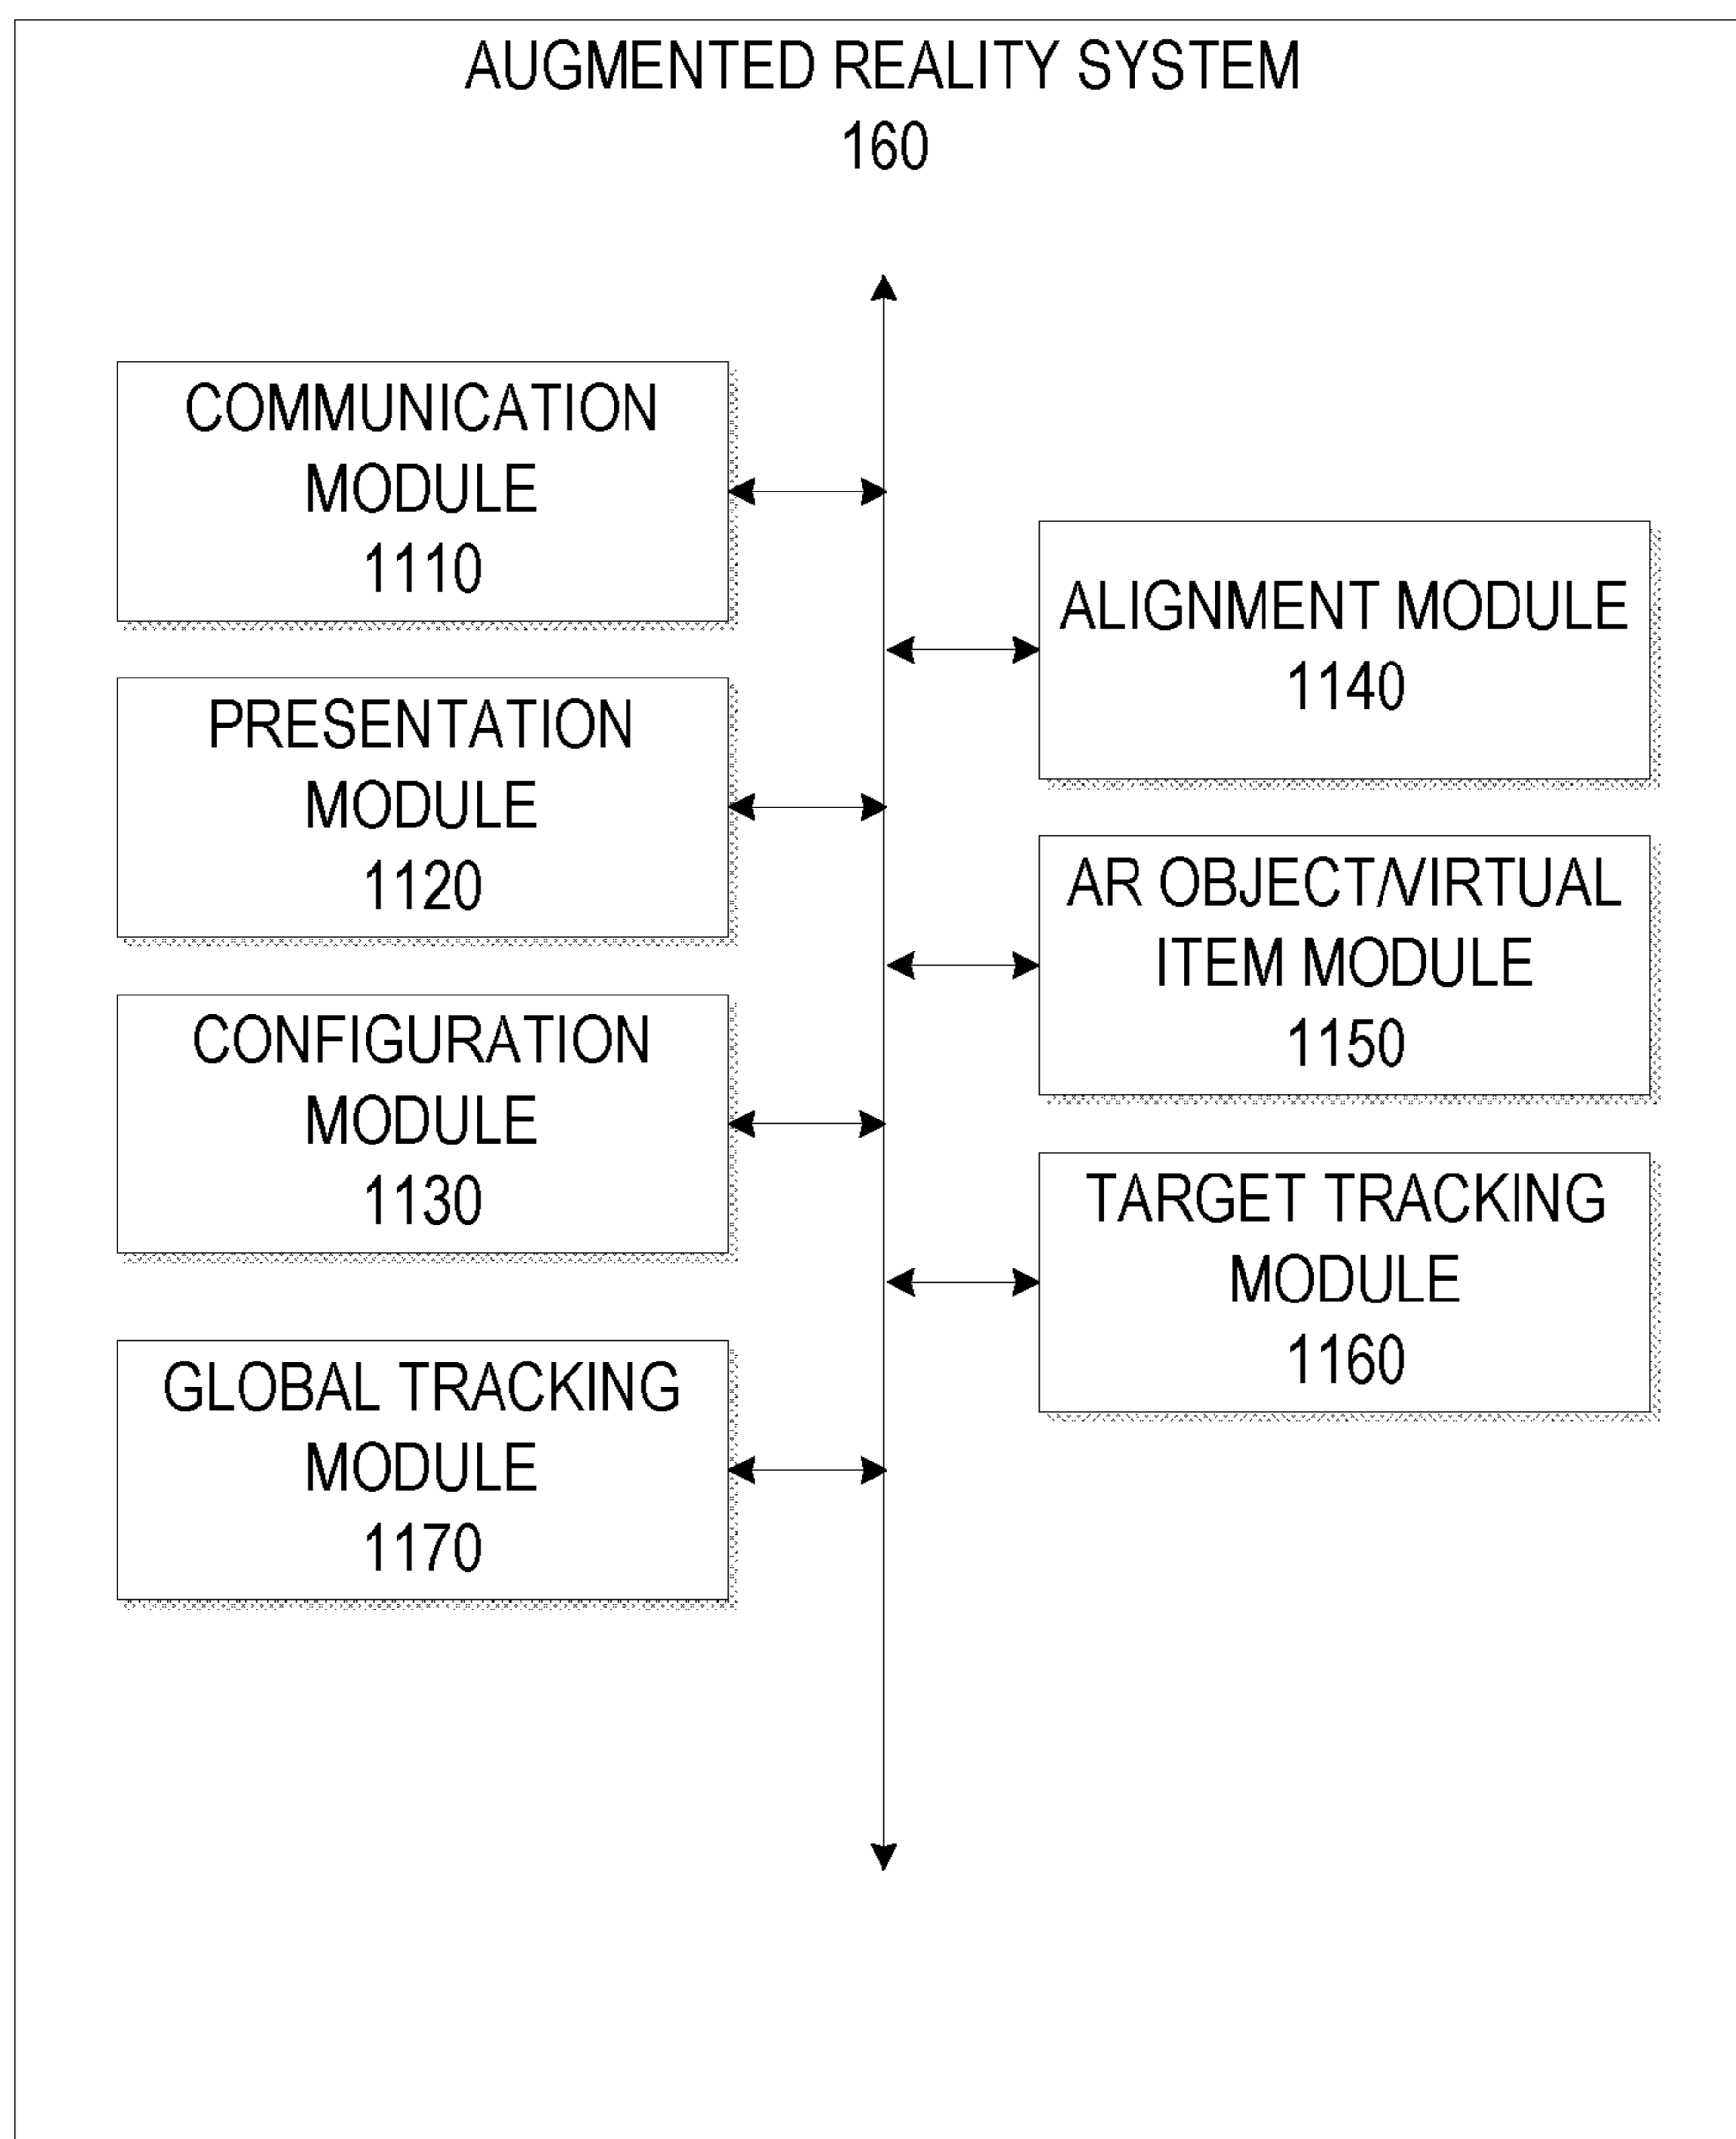 AUGMENTED REALITY SYSTEM
160
COMMUNICATION
MODULE
1110
PRESENTATION
MODULE
1120
CONFIGURATION
MODULE
1130
GLOBAL TRACKING
MODULE
1170
ALIGNMENT MODULE
1140
AR OBJECT/VIRTUAL
ITEM MODULE
1150
TARGET TRACKING
MODULE
1160